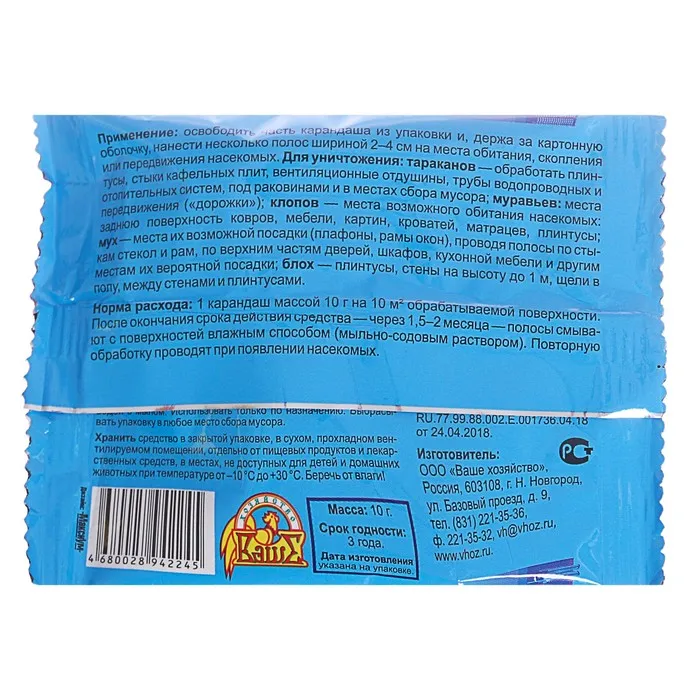 Применение: освободить часть карандаша из упаковки и, держа за картонную
оболочку, нанести несколько полос шириной 2–4 см на места обитания, скопления
или передвижения насекомых. Для уничтожения: тараканов — обработать плин-
тусы, стыки кафельных плит, вентиляционные отдушины, трубы водопроводных и
отопительных систем, под раковинами и в местах сбора мусора; муравьев: места
передвижения («дорожки»); клопов — места возможного обитания насекомых:
заднюю поверхность ковров, мебели, картин, кроватей, матрацев, плинтусы;
мух — места их возможной посадки (плафоны, рамы окон), проводя полосы по сты-
кам стекол и рам, по верхним частям дверей, шкафов, кухонной мебели и другим
местам их вероятной посадки; блох – плинтусы, стены на высоту до 1 м, щели в
полу, между стенами и плинтусами.
Норма расхода: 1 карандаш массой 10 г на 10 м² обрабатываемой поверхности.
После окончания срока действия средства – через 1,5–2 месяца – полосы смыва-
ют с поверхностей влажным способом (мыльно-содовым раствором). Повторную
обработку проводят при появлении насекомых.
водой с мылом. Использовать только по назначению. Выбрасы-
вать упаковку в любое место сбора мусора.
Хранить средство в закрытой упаковке, в сухом, прохладном вен-
тилируемом помещении, отдельно от пищевых продуктов и лекар-
ственных средств, в местах, не доступных для детей и домашних
животных при температуре от –10°С до +30 °С. Беречь от влаги!
RU.77.99.88.002.E.001736.04.18
от 24.04.2018.
Изготовитель:
ООО «Ваше хозяйство»,
Россия, 603108, г. Н. Новгород,
ул. Базовый проезд, д. 9,
тел. (831) 221-35-36,
ф. 221-35-32, vh@vhoz.ru
www.vhoz.ru
РСТ
4 680028 942245
ХОЗЯЙСТВО
ВАШЕ
Масса: 10 г.
Срок годности:
3 года.
Дата изготовления
указана на упаковке.